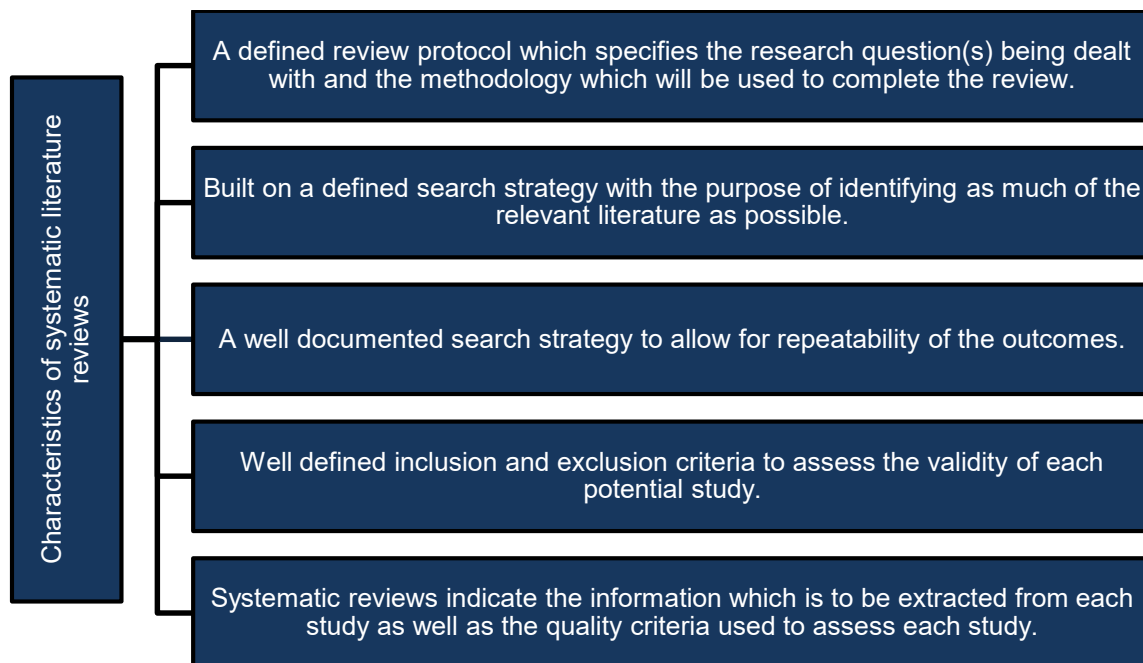 Characteristics of systematic literature
reviews
A defined review protocol which specifies the research question(s) being dealt
with and the methodology which will be used to complete the review.
Built on a defined search strategy with the purpose of identifying as much of the
relevant literature as possible.
A well documented search strategy to allow for repeatability of the outcomes.
Well defined inclusion and exclusion criteria to assess the validity of each
potential study.
Systematic reviews indicate the information which is to be extracted from each
study as well as the quality criteria used to assess each study.